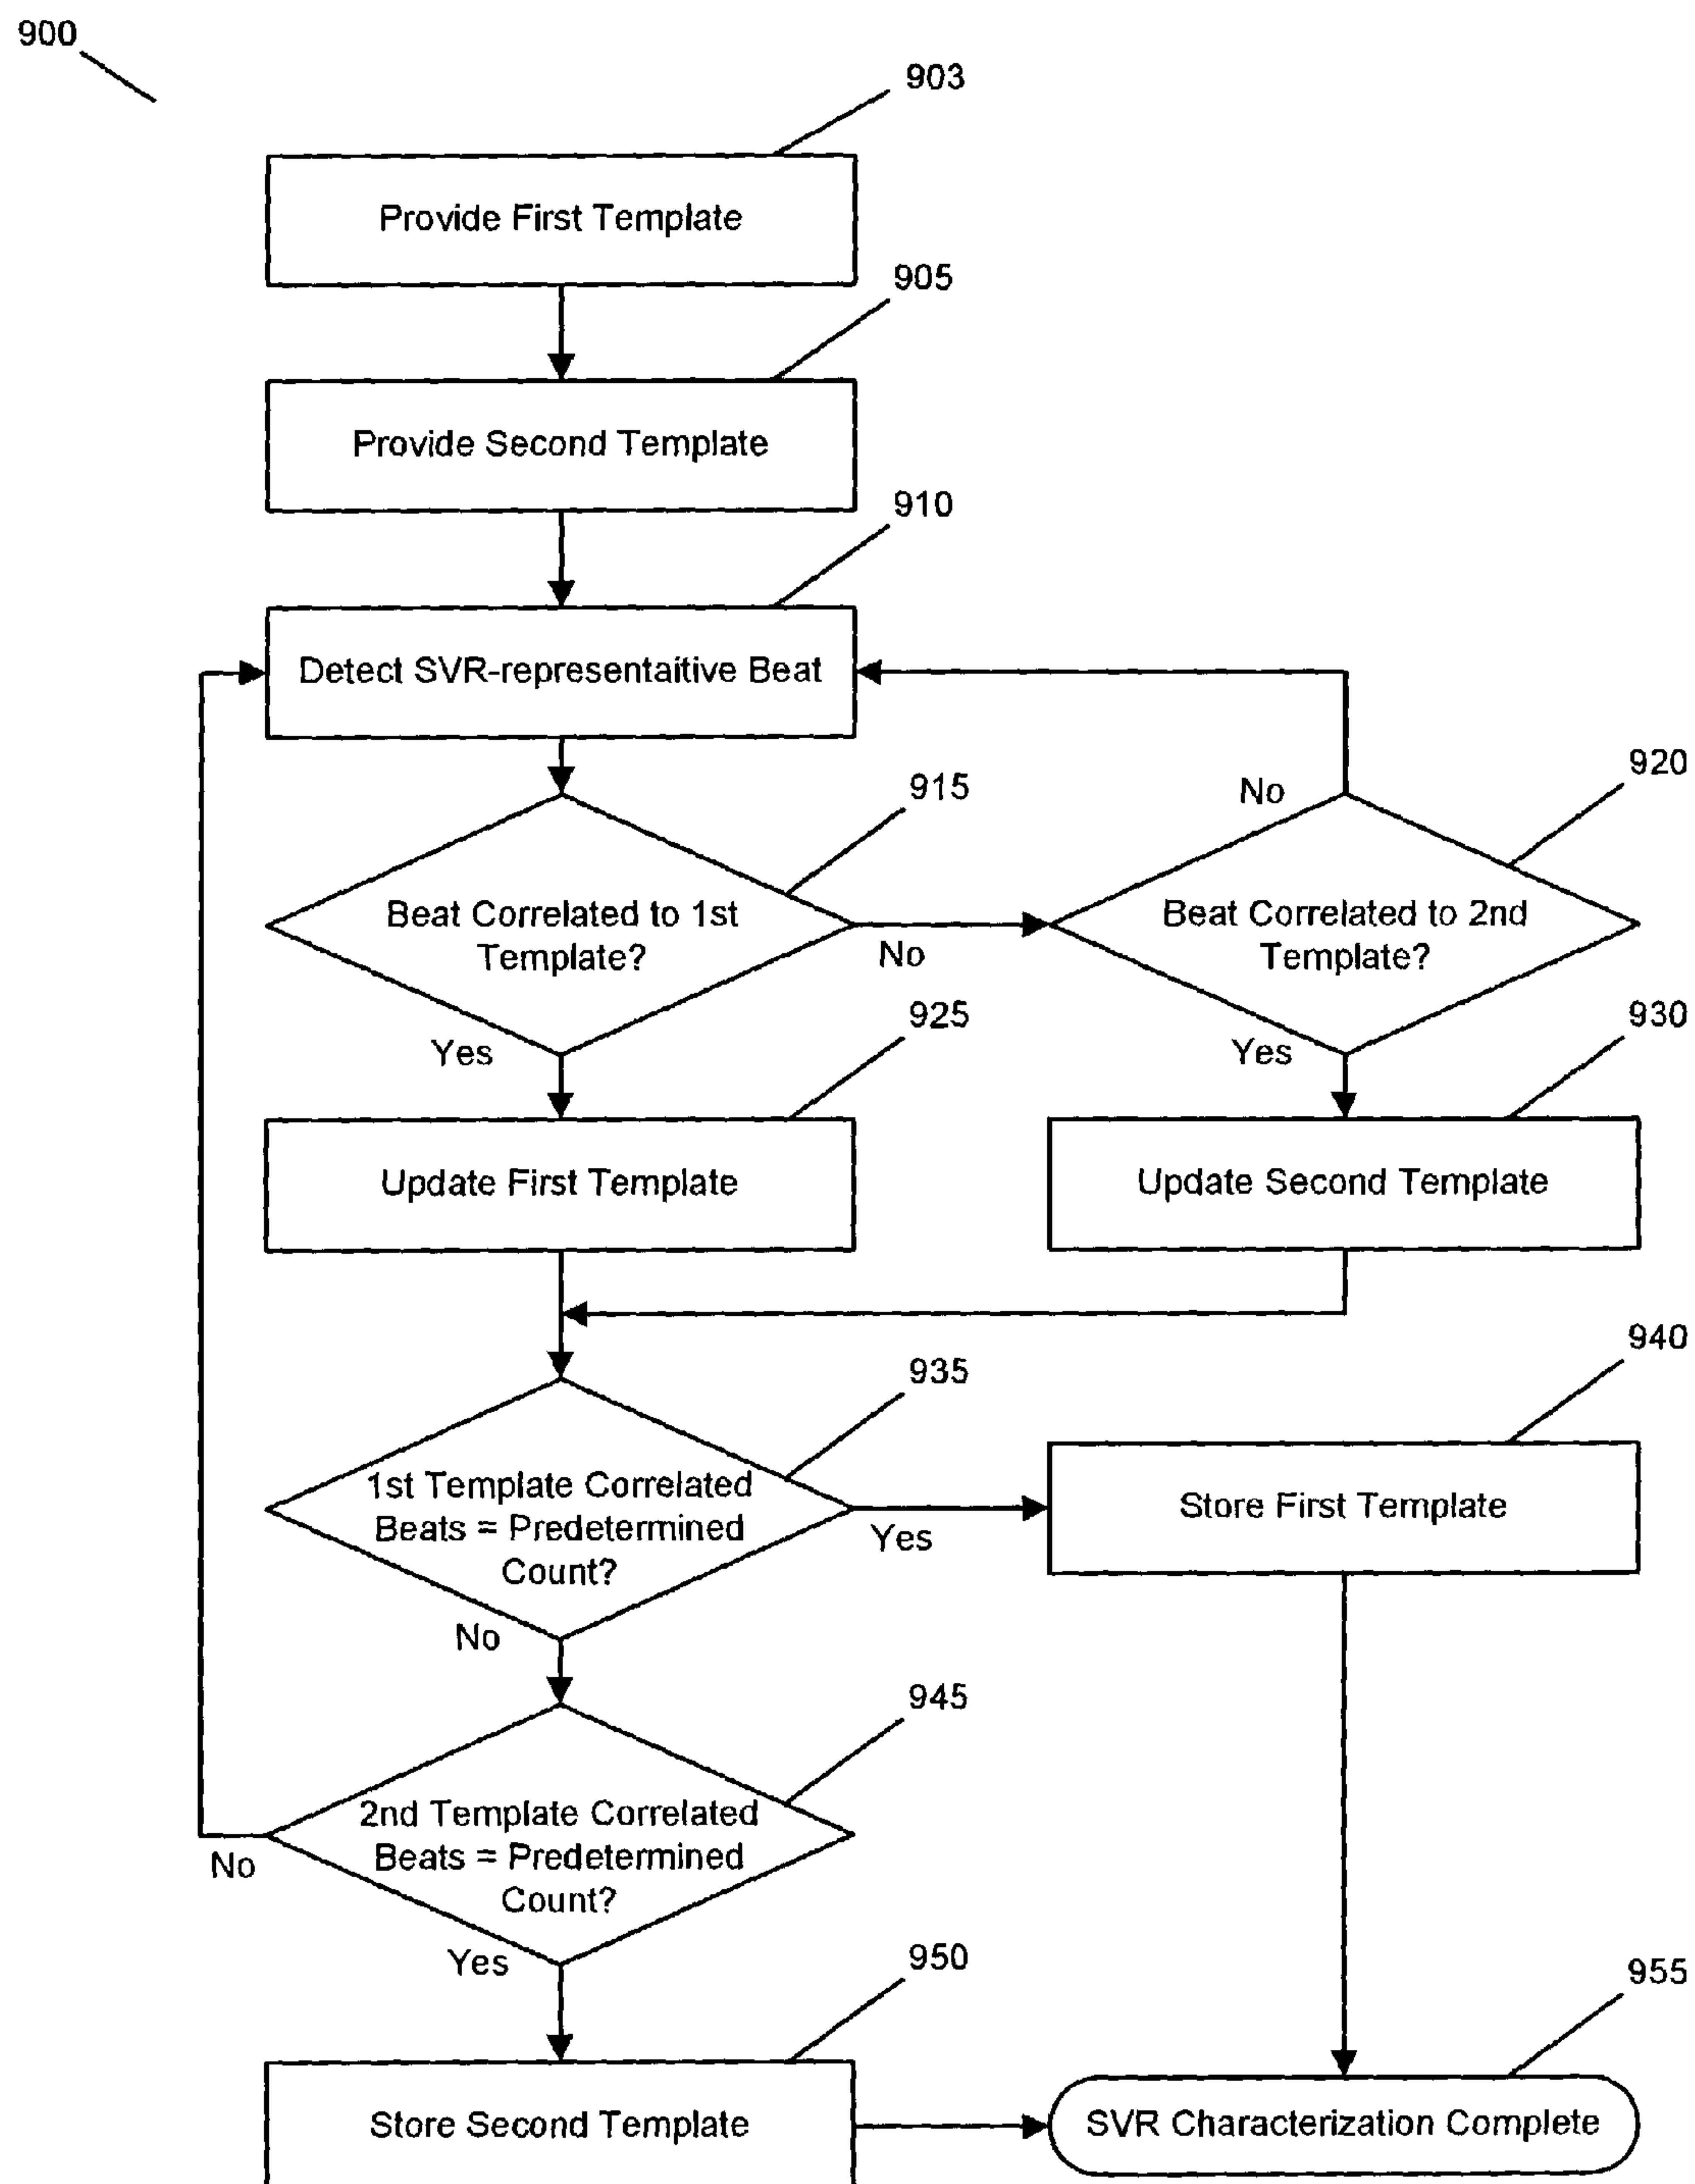 900
903
Provide First Template
905
Provide Second Template
910
Detect SVR-representaitive Beat
915
920
No
Beat Correlated to 1st
Template?
No
Beat Correlated to 2nd
Template?
Yes
925
Yes
930
Update First Template
Update Second Template
935
940
1st Template Correlated
Beats = Predetermined
Count?
Yes
Store First Template
No
945
2nd Template Correlated
Beats = Predetermined
Count?
No
Yes
950
955
Store Second Template
SVR Characterization Complete